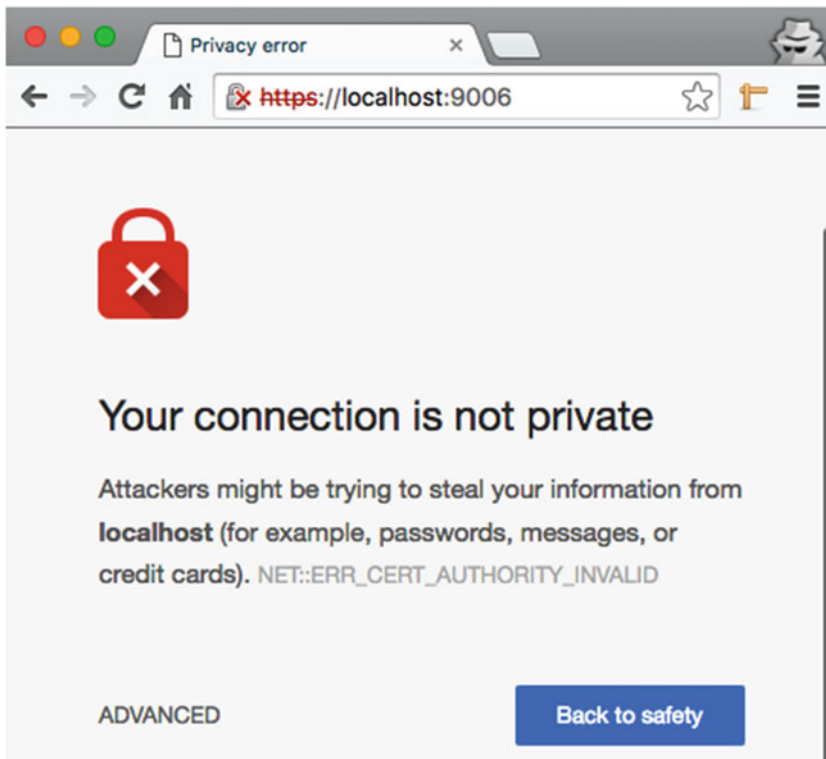 Privacy error
https://localhost:9006
Your connection is not private
Attackers might be trying to steal your information from
localhost (for example, passwords, messages, or
credit cards). NET::ERR_CERT_AUTHORITY_INVALID
ADVANCED
Back to safety